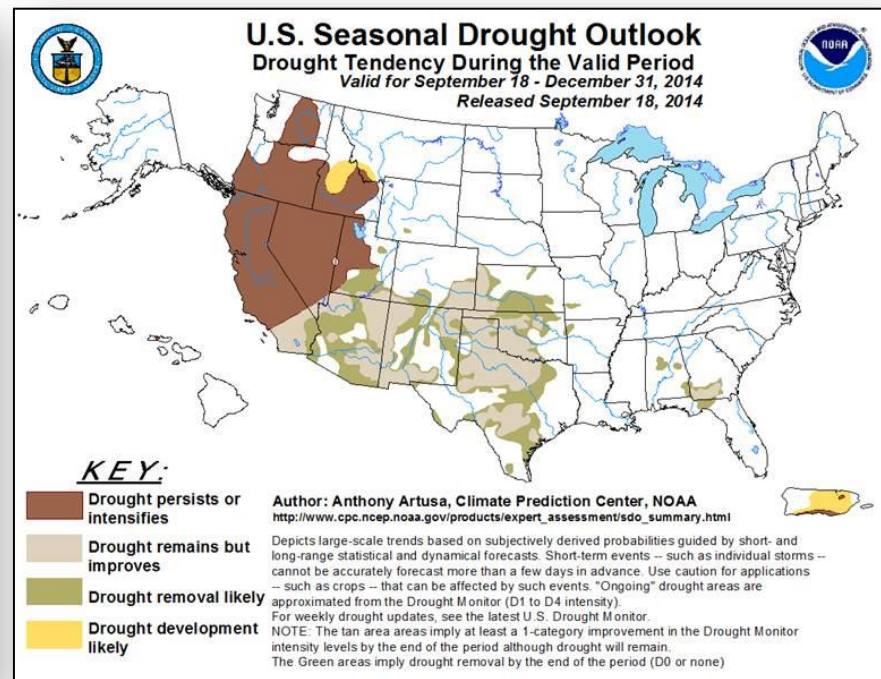 U.S. Seasonal Drought Outlook
Drought Tendency During the Valid Period
Valid for September 18 - December 31, 2014
Released September 18, 2014
NOAA
KEY:
Drought persists or
intensifies
Drought remains but
improves
Drought removal likely
Drought development
likely
Author: Anthony Artusa, Climate Prediction Center, NOAA
http://www.cpc.ncep.noaa.gov/products/expert_assessment/sdo_summary.html
Depicts large-scale trends based on subjectively derived probabilities guided by short- and
long-range statistical and dynamical forecasts. Short-term events -- such as individual storms --
cannot be accurately forecast more than a few days in advance. Use caution for applications
-- such as crops -- that can be affected by such events. "Ongoing" drought areas are
approximated from the Drought Monitor (D1 to D4 intensity).
For weekly drought updates, see the latest U.S. Drought Monitor.
NOTE: The tan area areas imply at least a 1-category improvement in the Drought Monitor
intensity levels by the end of the period although drought will remain.
The Green areas imply drought removal by the end of the period (D0 or none)